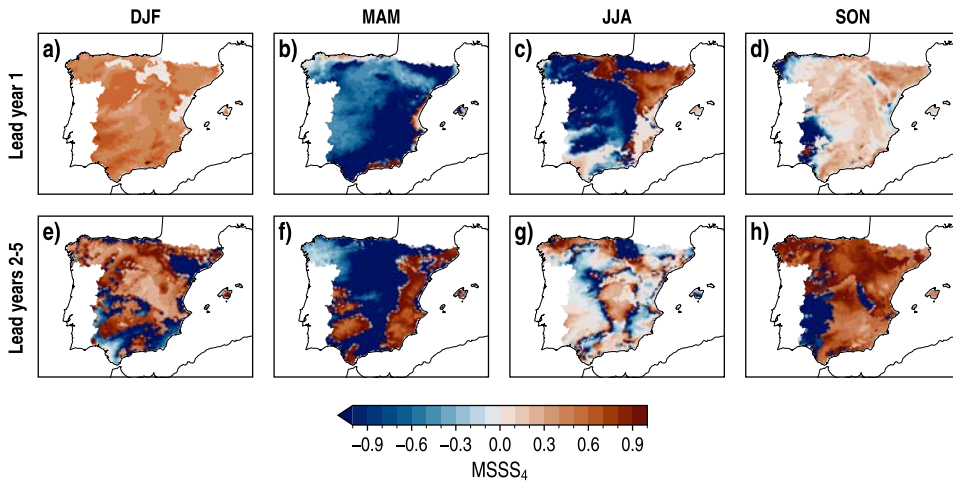 DJF MAM JJA SON
Lead year 1
a) b) c) d)
Lead years 2-5
e) f) g) h)
−0.9 −0.6 −0.3 0.0 0.3 0.6 0.9
MSSS4